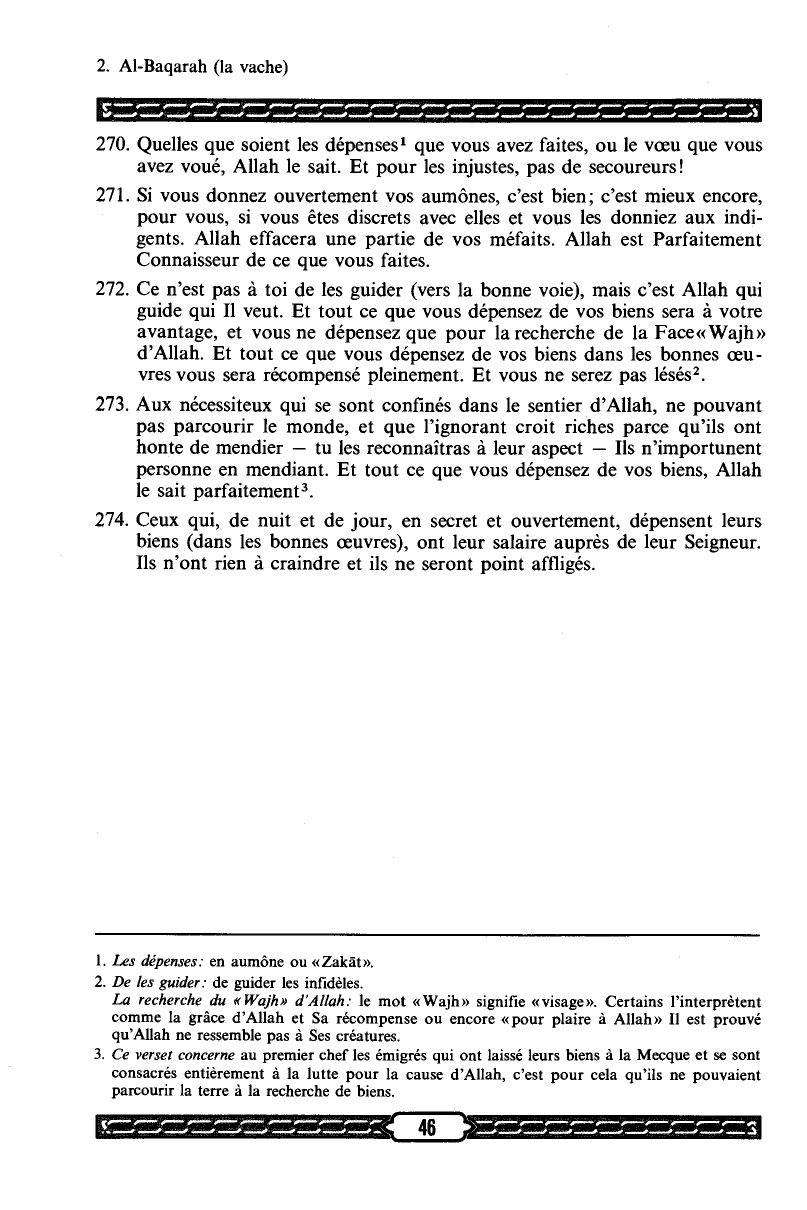 2. Al-Baqarah (la vache)
270. Quelles que soient les dépenses¹ que vous avez faites, ou le vœu que vous
avez voué, Allah le sait. Et pour les injustes, pas de secoureurs!
271. Si vous donnez ouvertement vos aumônes, c'est bien; c'est mieux encore,
pour vous, si vous êtes discrets avec elles et vous les donniez aux indi-
gents. Allah effacera une partie de vos méfaits. Allah est Parfaitement
Connaisseur de ce que vous faites.
272. Ce n'est pas à toi de les guider (vers la bonne voie), mais c'est Allah qui
guide qui Il veut. Et tout ce que vous dépensez de vos biens sera à votre
avantage, et vous ne dépensez que pour la recherche de la Face«Wajh»
d'Allah. Et tout ce que vous dépensez de vos biens dans les bonnes œu-
vres vous sera récompensé pleinement. Et vous ne serez pas lésés².
273. Aux nécessiteux qui se sont confinés dans le sentier d'Allah, ne pouvant
pas parcourir le monde, et que l'ignorant croit riches parce qu'ils ont
honte de mendier — tu les reconnaîtras à leur aspect — Ils n'importunent
personne en mendiant. Et tout ce que vous dépensez de vos biens, Allah
le sait parfaitement³.
274. Ceux qui, de nuit et de jour, en secret et ouvertement, dépensent leurs
biens (dans les bonnes œuvres), ont leur salaire auprès de leur Seigneur.
Ils n'ont rien à craindre et ils ne seront point affligés.
1. Les dépenses: en aumône ou «Zakāt».
2. De les guider: de guider les infidèles.
La recherche du «Wajh» d'Allah: le mot «Wajh» signifie «visage». Certains l'interprètent
comme la grâce d'Allah et Sa récompense ou encore «pour plaire à Allah» Il est prouvé
qu'Allah ne ressemble pas à Ses créatures.
3. Ce verset concerne au premier chef les émigrés qui ont laissé leurs biens à la Mecque et se sont
consacrés entièrement à la lutte pour la cause d'Allah, c'est pour cela qu'ils ne pouvaient
parcourir la terre à la recherche de biens.
46